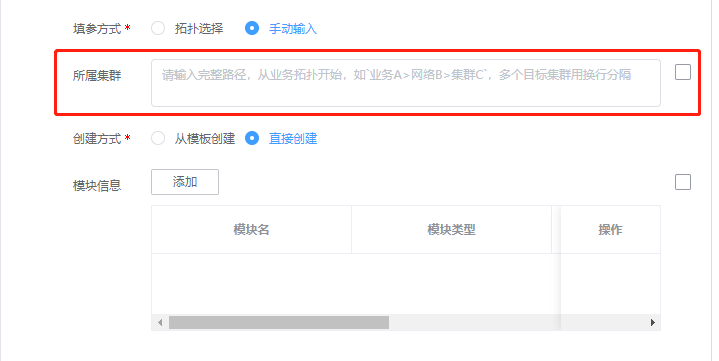 填参方式 * 拓扑选择 手动输入
所属集群 请输入完整路径，从业务拓扑开始，如`业务A>网络B>集群C`，多个目标集群用换行分隔
创建方式 * 从模板创建 直接创建
模块信息 添加
模块名 模块类型 操作